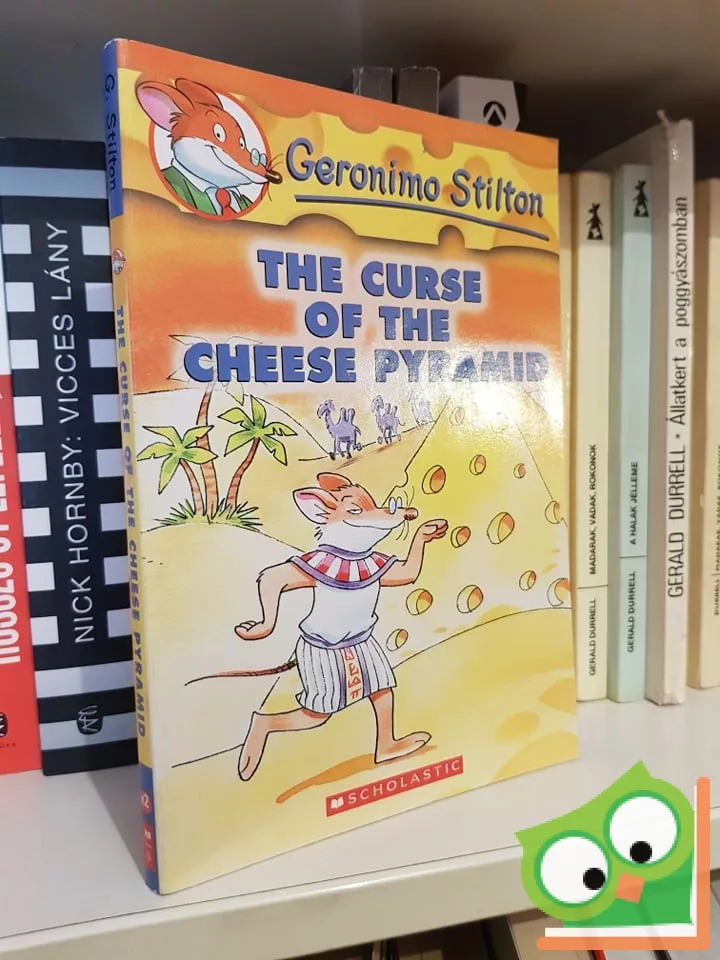 G. Stilton
THE CURSE OF THE CHEESE PYRAMID
Geronimo Stilton
THE CURSE
OF THE
CHEESE PYRAMID
SCHOLASTIC
NICK HORNBY: VICCES LÁNY
GERALD DURRELL
MADARAK, VADAK, ROKONOK
GERALD DURRELL
A HALAK JELLEME
GERALD DURRELL • Állatkert a poggyászomban